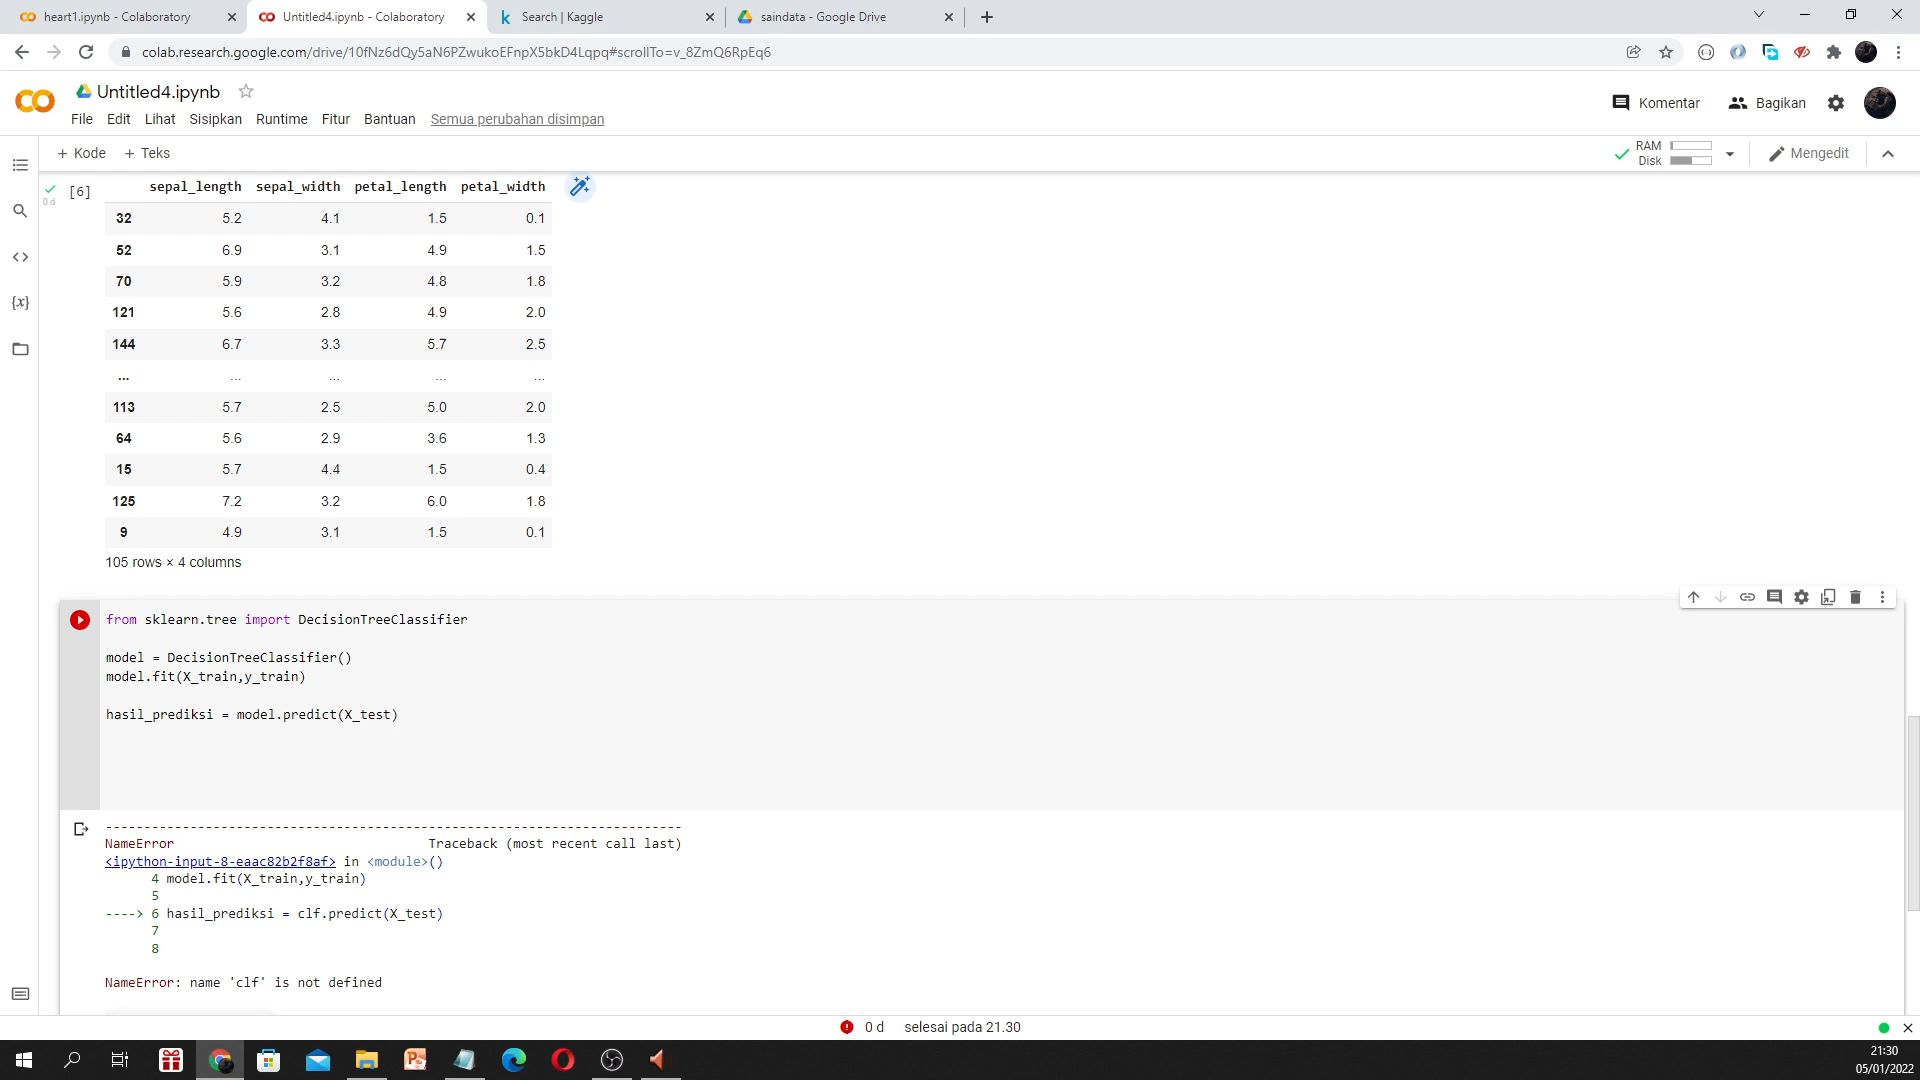 heart1.ipynb - Colaboratory
Untitled4.ipynb - Colaboratory
Search | Kaggle
saindata - Google Drive
colab.research.google.com/drive/10fNz6dQy5aN6PZwukoEFnpX5bkD4Lqpq#scrollTo=v_8ZmQ6RpEq6
Untitled4.ipynb
Komentar
Bagikan
File Edit Lihat Sisipkan Runtime Fitur Bantuan Semua perubahan disimpan
+ Kode + Teks
RAM
Disk
Mengedit
0 d
[6]
sepal_length sepal_width petal_length petal_width
32 5.2 4.1 1.5 0.1
52 6.9 3.1 4.9 1.5
70 5.9 3.2 4.8 1.8
121 5.6 2.8 4.9 2.0
144 6.7 3.3 5.7 2.5
... ... ... ... ...
113 5.7 2.5 5.0 2.0
64 5.6 2.9 3.6 1.3
15 5.7 4.4 1.5 0.4
125 7.2 3.2 6.0 1.8
9 4.9 3.1 1.5 0.1
105 rows × 4 columns
from sklearn.tree import DecisionTreeClassifier
model = DecisionTreeClassifier()
model.fit(X_train,y_train)
hasil_prediksi = model.predict(X_test)
---------------------------------------------------------------------------
NameError Traceback (most recent call last)
<ipython-input-8-eaac82b2f8af> in <module>()
4 model.fit(X_train,y_train)
5
----> 6 hasil_prediksi = clf.predict(X_test)
7
8
NameError: name 'clf' is not defined
0 d selesai pada 21.30
21:30
05/01/2022